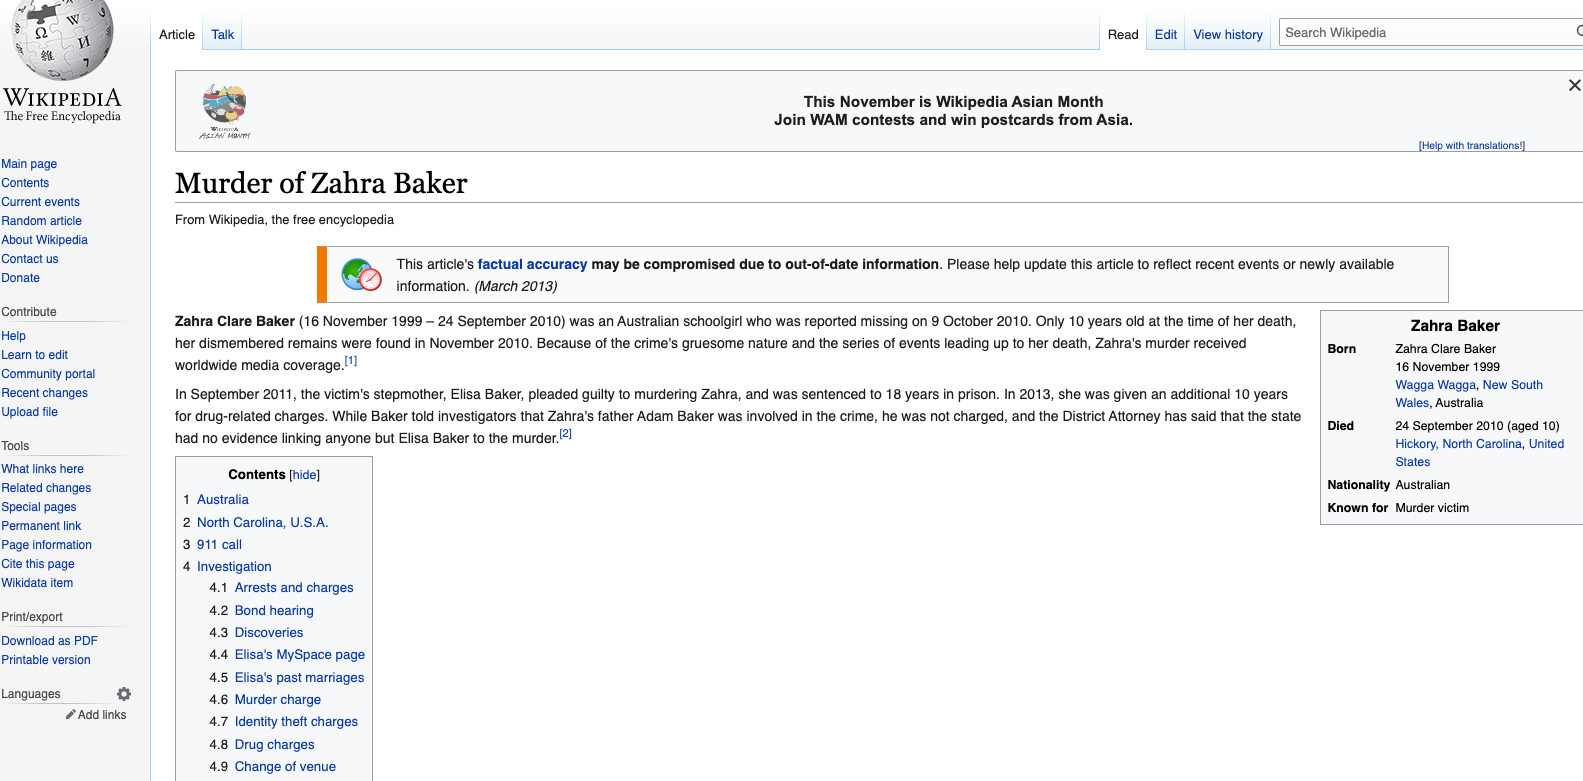 WIKIPEDIA
The Free Encyclopedia
Main page
Contents
Current events
Random article
About Wikipedia
Contact us
Donate
Contribute
Help
Learn to edit
Community portal
Recent changes
Upload file
Tools
What links here
Related changes
Special pages
Permanent link
Page information
Cite this page
Wikidata item
Print/export
Download as PDF
Printable version
Languages
Add links
Article Talk Read Edit View history Search Wikipedia
WIKIPEDIA
ASIAN MONTH
This November is Wikipedia Asian Month
Join WAM contests and win postcards from Asia.
[Help with translations!]
Murder of Zahra Baker
From Wikipedia, the free encyclopedia
This article's factual accuracy may be compromised due to out-of-date information. Please help update this article to reflect recent events or newly available
information. (March 2013)
Zahra Clare Baker (16 November 1999 – 24 September 2010) was an Australian schoolgirl who was reported missing on 9 October 2010. Only 10 years old at the time of her death,
her dismembered remains were found in November 2010. Because of the crime's gruesome nature and the series of events leading up to her death, Zahra's murder received
worldwide media coverage.[1]
In September 2011, the victim's stepmother, Elisa Baker, pleaded guilty to murdering Zahra, and was sentenced to 18 years in prison. In 2013, she was given an additional 10 years
for drug-related charges. While Baker told investigators that Zahra's father Adam Baker was involved in the crime, he was not charged, and the District Attorney has said that the state
had no evidence linking anyone but Elisa Baker to the murder.[2]
Zahra Baker
Born Zahra Clare Baker
16 November 1999
Wagga Wagga, New South
Wales, Australia
Died 24 September 2010 (aged 10)
Hickory, North Carolina, United
States
Nationality Australian
Known for Murder victim
Contents [hide]
1 Australia
2 North Carolina, U.S.A.
3 911 call
4 Investigation
4.1 Arrests and charges
4.2 Bond hearing
4.3 Discoveries
4.4 Elisa's MySpace page
4.5 Elisa's past marriages
4.6 Murder charge
4.7 Identity theft charges
4.8 Drug charges
4.9 Change of venue